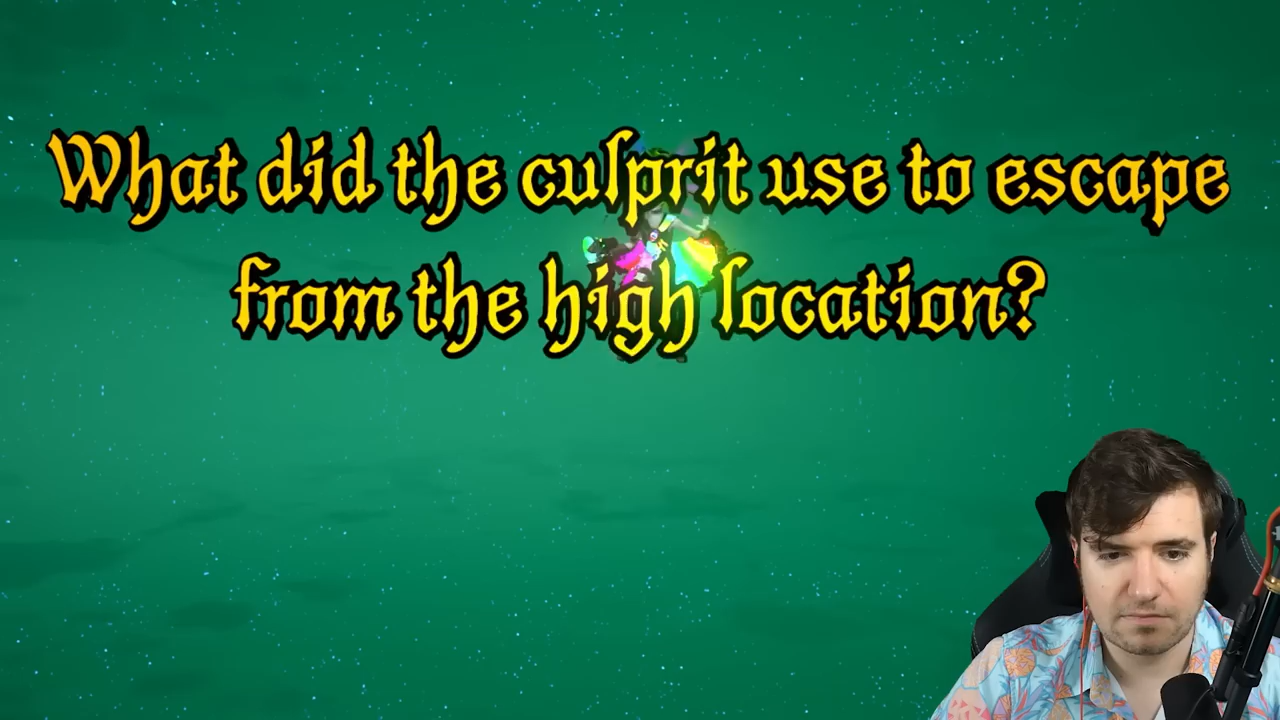 What did the culprit use to escape
from the high location?